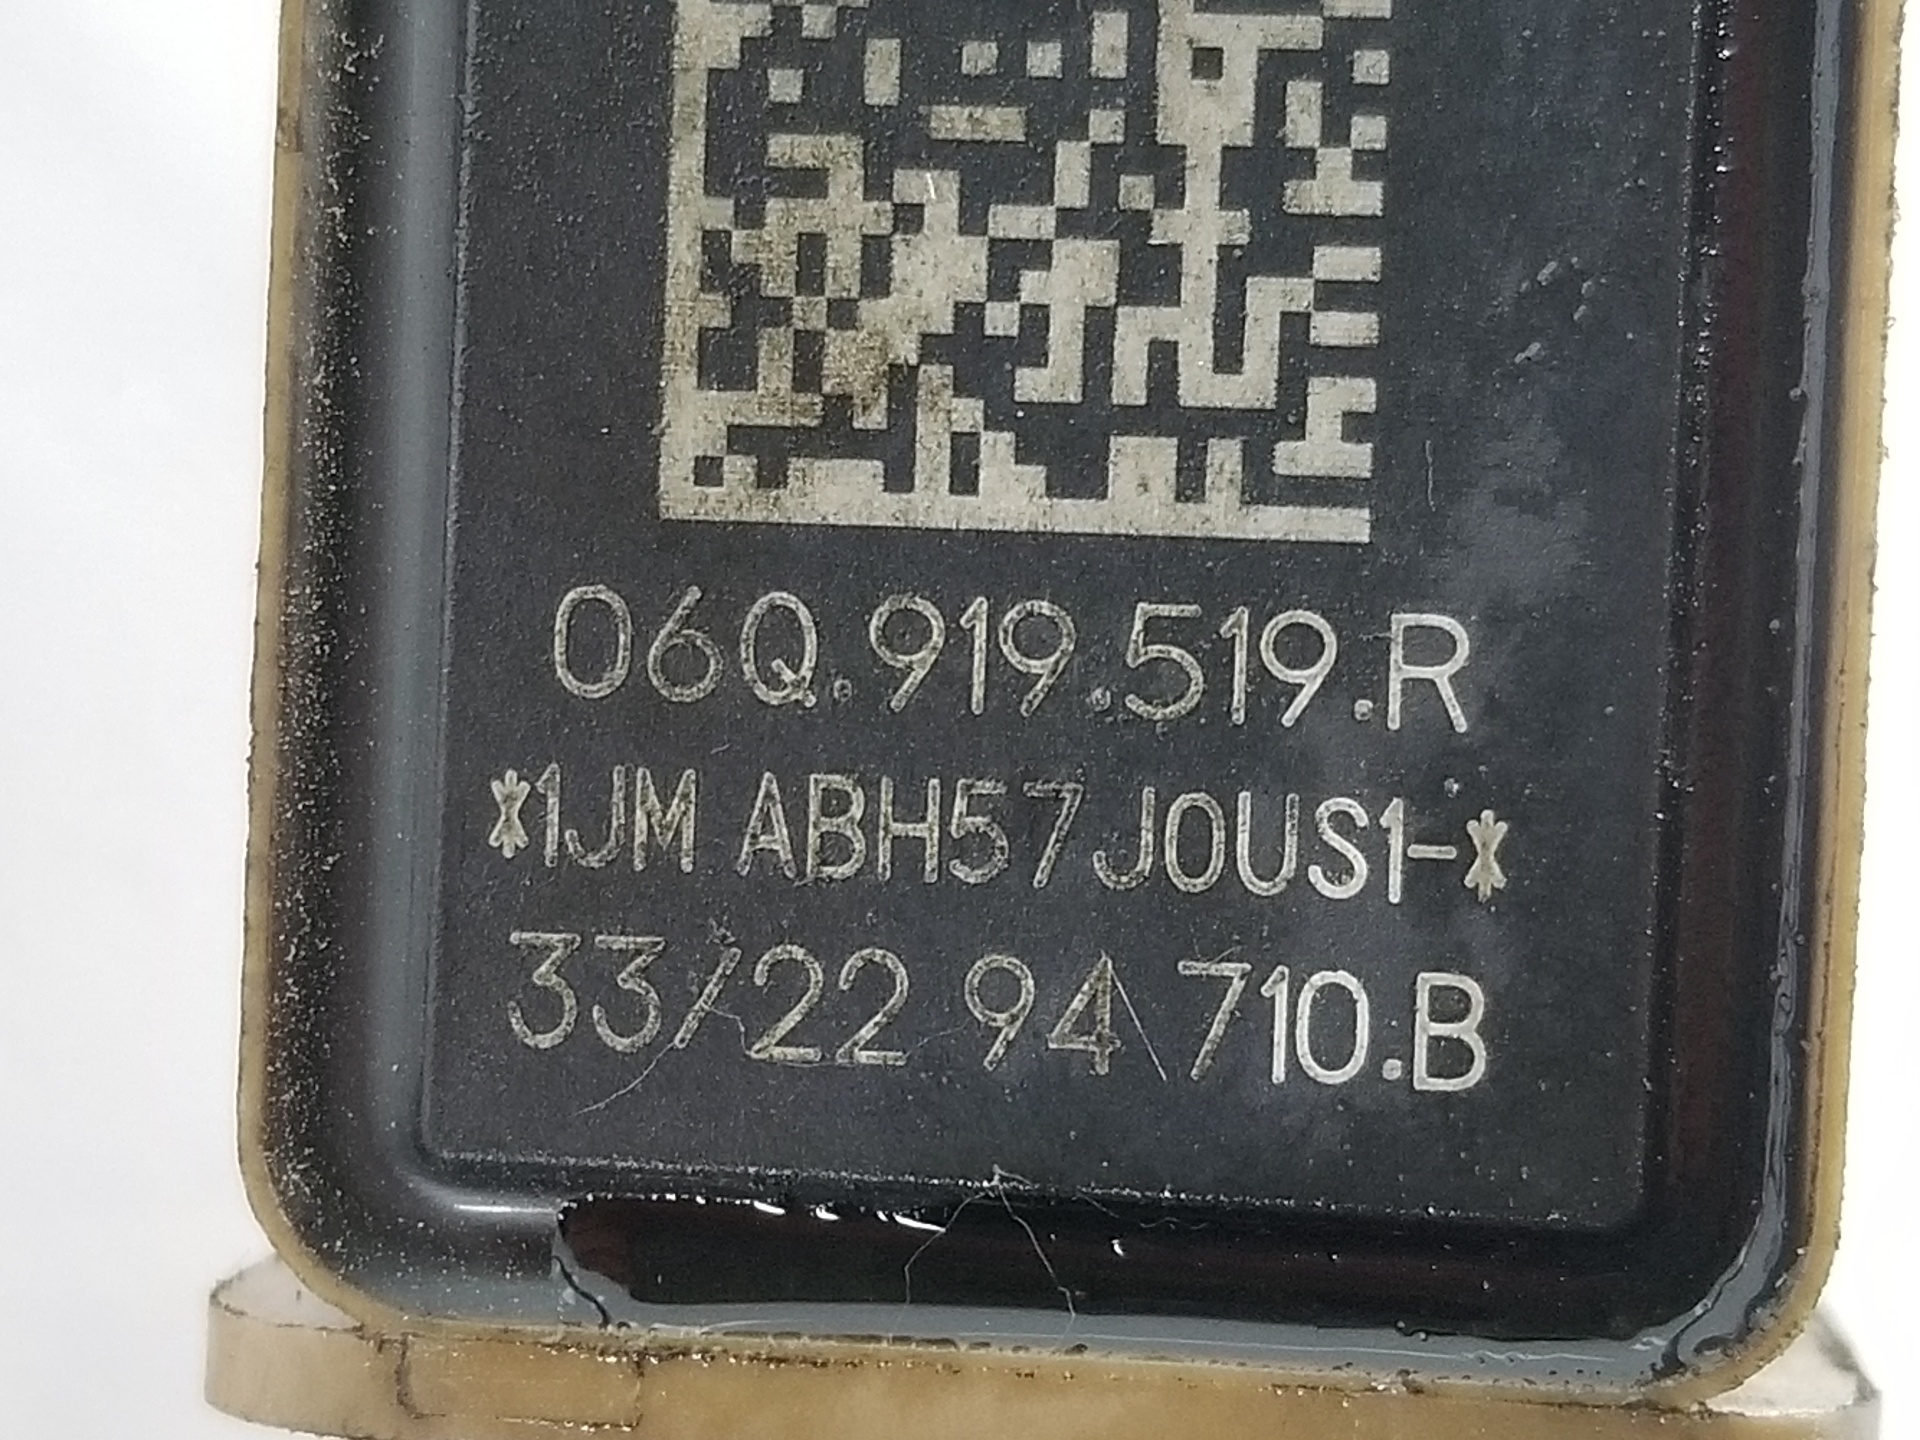 06Q.919.519.R
*1JM ABH57 J0US1-*
33/22 94 710.B